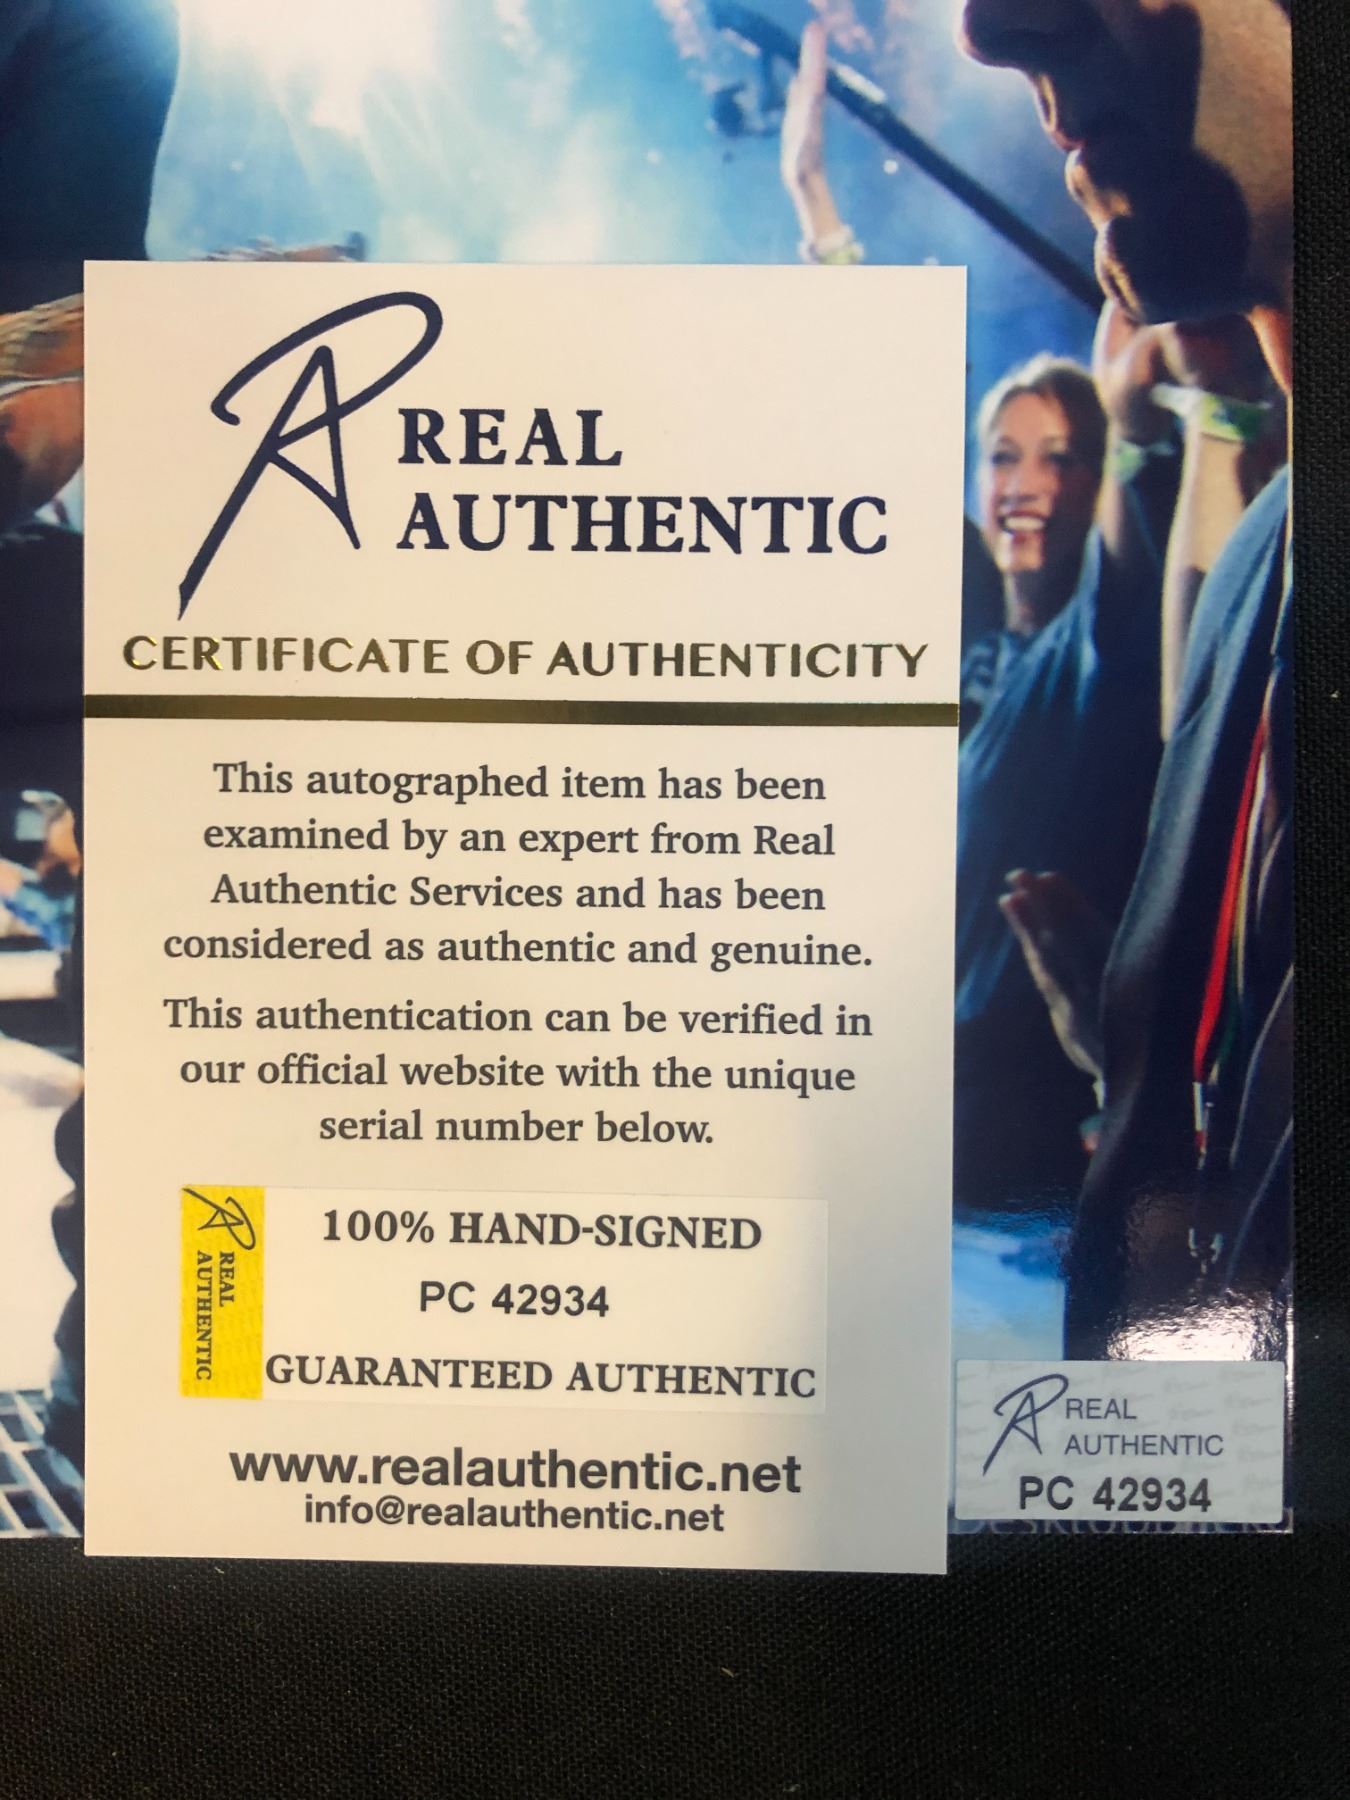 REAL
AUTHENTIC
CERTIFICATE OF AUTHENTICITY
This autographed item has been
examined by an expert from Real
Authentic Services and has been
considered as authentic and genuine.
This authentication can be verified in
our official website with the unique
serial number below.
REAL
AUTHENTIC
100% HAND-SIGNED
PC 42934
GUARANTEED AUTHENTIC
www.realauthentic.net
info@realauthentic.net
REAL
AUTHENTIC
PC 42934